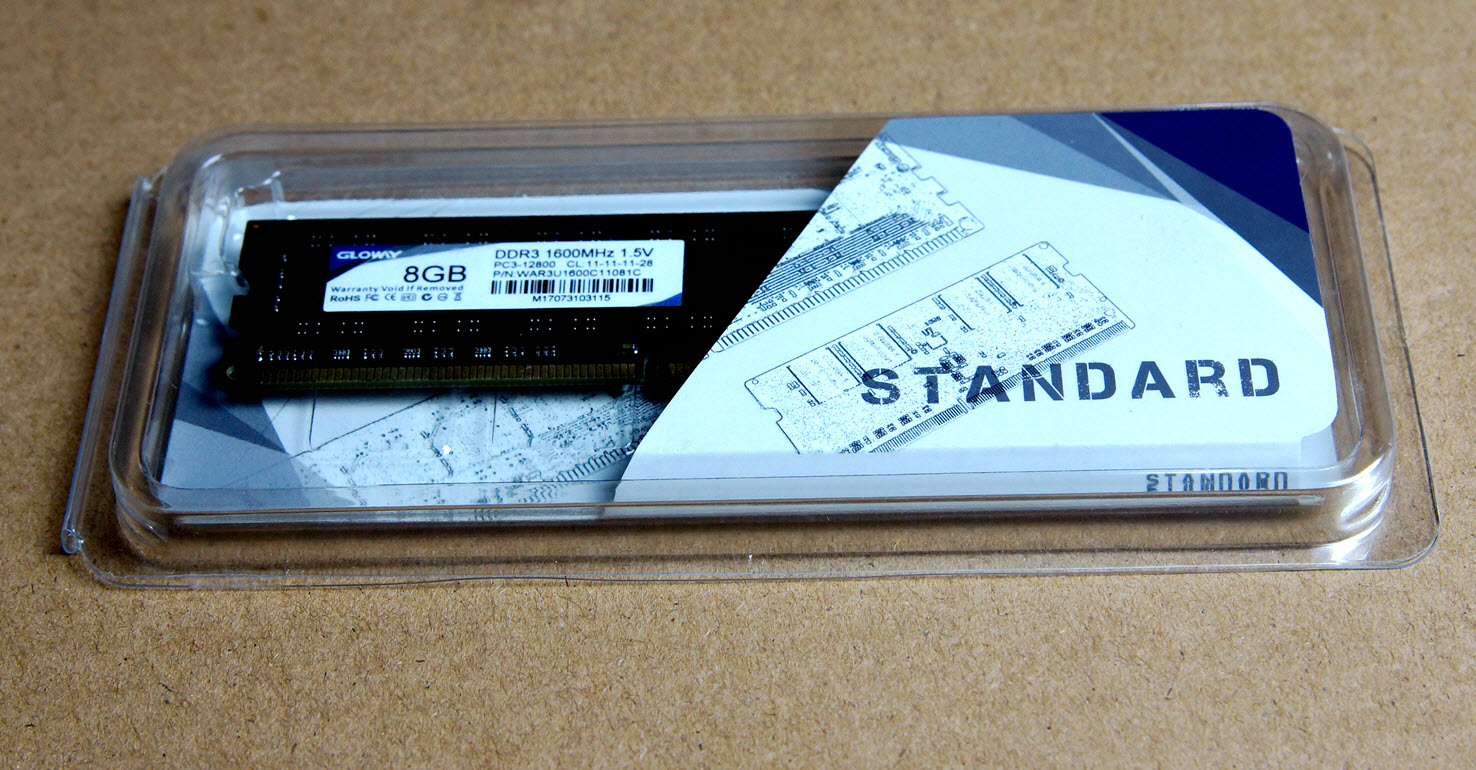 GLOWAY
8GB
Warranty Void If Removed
RoHS FC CE
DDR3 1600MHz 1.5V
PC3-12800 CL:11-11-11-28
P/N:WAR3U1600C11081C
M17073103115
STANDARD
STANDARD